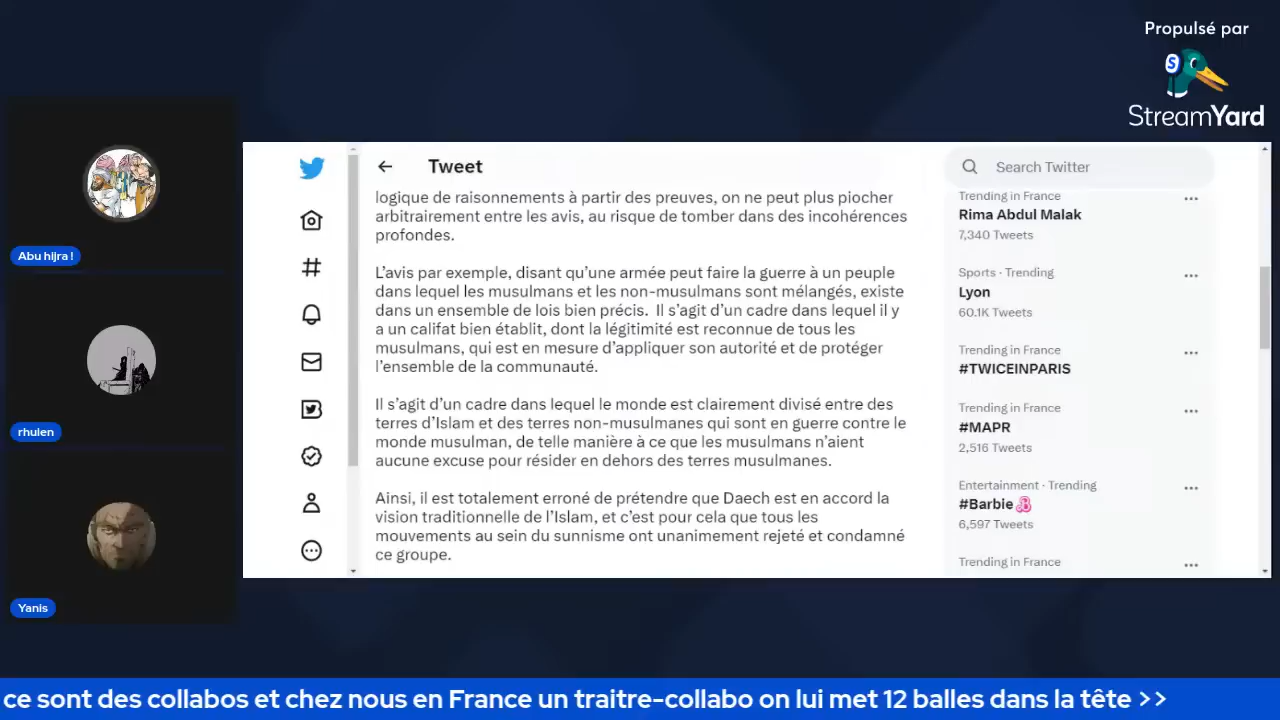 Propulsé par
StreamYard
Abu hijra !
rhulen
Yanis
Tweet
logique de raisonnements à partir des preuves, on ne peut plus piocher
arbitrairement entre les avis, au risque de tomber dans des incohérences
profondes.
L’avis par exemple, disant qu’une armée peut faire la guerre à un peuple
dans lequel les musulmans et les non-musulmans sont mélangés, existe
dans un ensemble de lois bien précis. Il s’agit d’un cadre dans lequel il y
a un califat bien établit, dont la légitimité est reconnue de tous les
musulmans, qui est en mesure d’appliquer son autorité et de protéger
l’ensemble de la communauté.
Il s’agit d’un cadre dans lequel le monde est clairement divisé entre des
terres d’Islam et des terres non-musulmanes qui sont en guerre contre le
monde musulman, de telle manière à ce que les musulmans n’aient
aucune excuse pour résider en dehors des terres musulmanes.
Ainsi, il est totalement erroné de prétendre que Daech est en accord la
vision traditionnelle de l’Islam, et c’est pour cela que tous les
mouvements au sein du sunnisme ont unanimement rejeté et condamné
ce groupe.
Search Twitter
Trending in France
Rima Abdul Malak
7,340 Tweets
Sports · Trending
Lyon
60.1K Tweets
Trending in France
#TWICEINPARIS
Trending in France
#MAPR
2,516 Tweets
Entertainment · Trending
#Barbie
6,597 Tweets
Trending in France
ce sont des collabos et chez nous en France un traitre-collabo on lui met 12 balles dans la tête >>